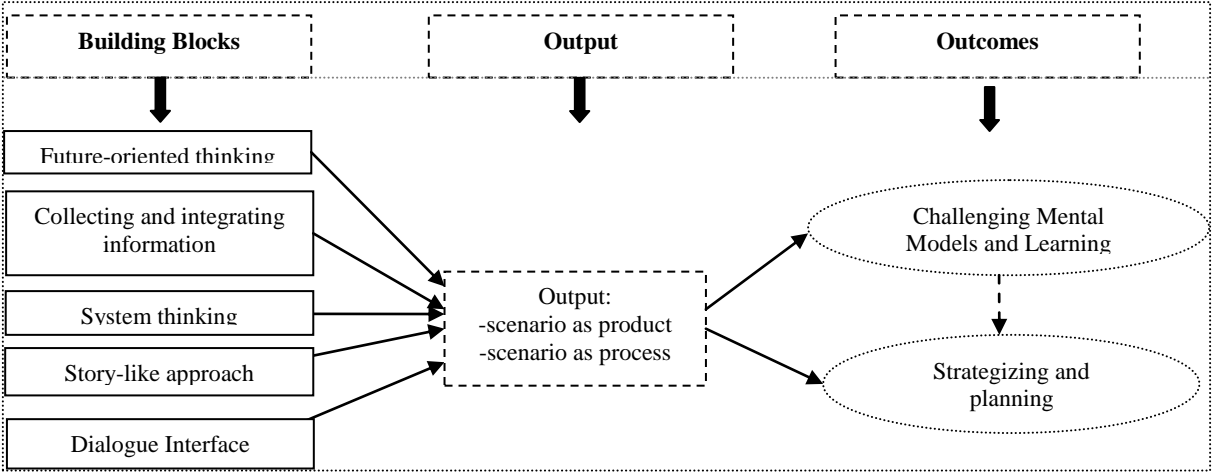 Building Blocks
Output
Outcomes
Future-oriented thinking
Collecting and integrating
information
System thinking
Story-like approach
Dialogue Interface
Output:
-scenario as product
-scenario as process
Challenging Mental
Models and Learning
Strategizing and
planning